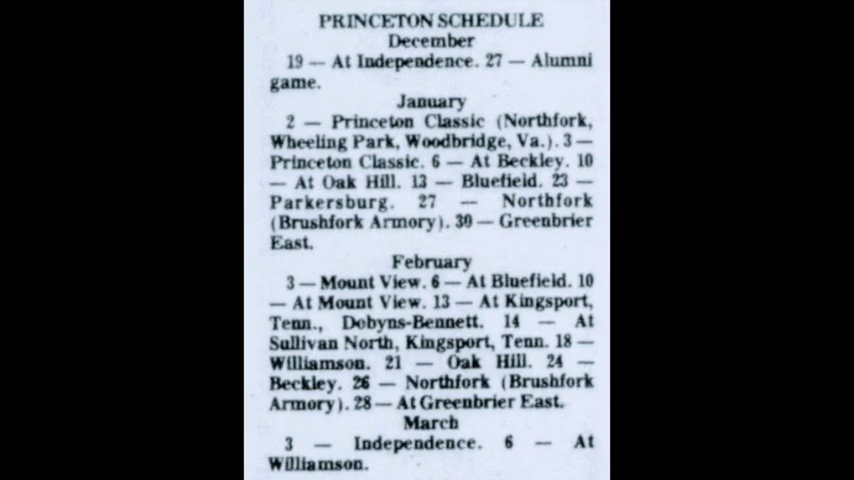 PRINCETON SCHEDULE
December
19 — At Independence. 27 — Alumni
game.
January
2 — Princeton Classic (Northfork,
Wheeling Park, Woodbridge, Va.). 3 —
Princeton Classic. 6 — At Beckley. 10
— At Oak Hill. 13 — Bluefield. 23 —
Parkersburg. 27 — Northfork
(Brushfork Armory). 30 — Greenbrier
East.
February
3 — Mount View. 6 — At Bluefield. 10
— At Mount View. 13 — At Kingsport,
Tenn., Dobyns-Bennett. 14 — At
Sullivan North, Kingsport, Tenn. 18 —
Williamson. 21 — Oak Hill. 24 —
Beckley. 26 — Northfork (Brushfork
Armory). 28 — At Greenbrier East.
March
3 — Independence. 6 — At
Williamson.